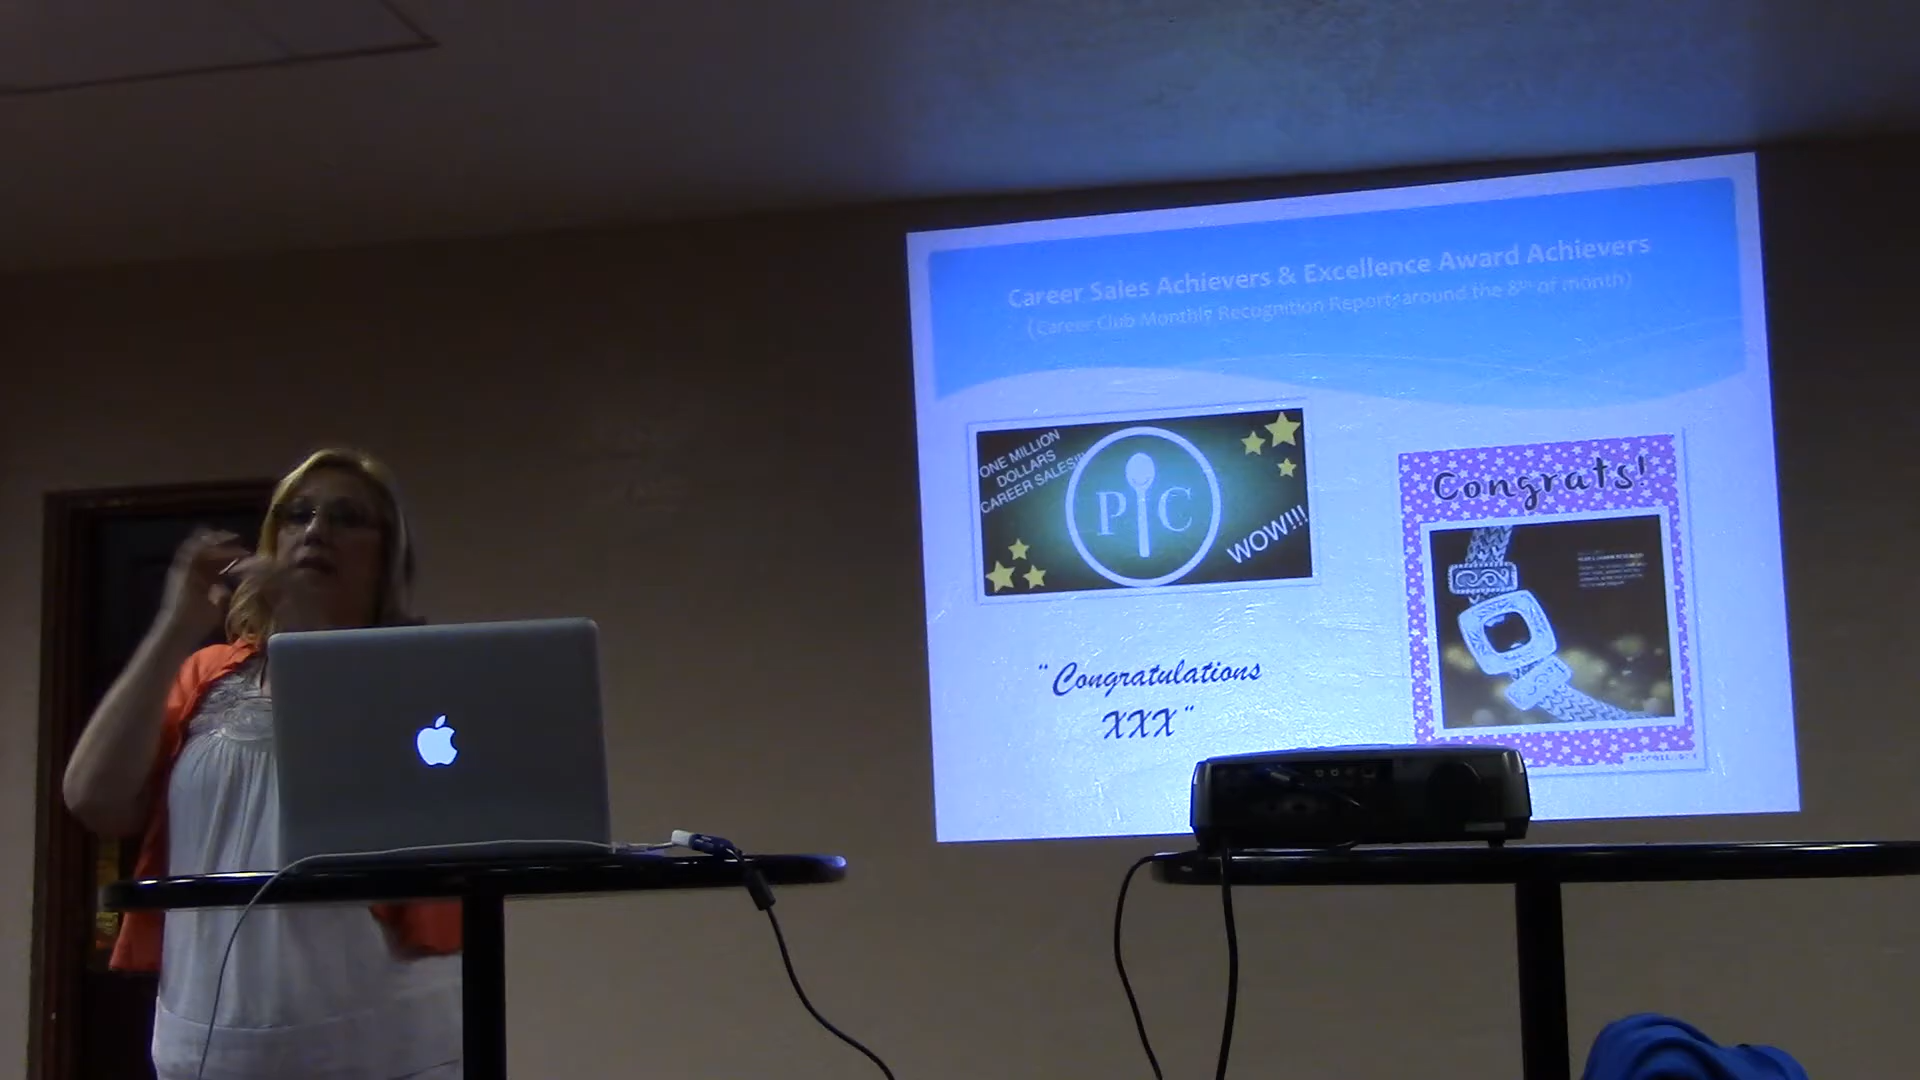 Career Sales Achievers & Excellence Award Achievers
(Career Club Monthly Recognition Report: around the 8th of month)
ONE MILLION
DOLLARS
CAREER SALES!!!
P C
WOW!!!
Congrats!
"Congratulations
XXX"